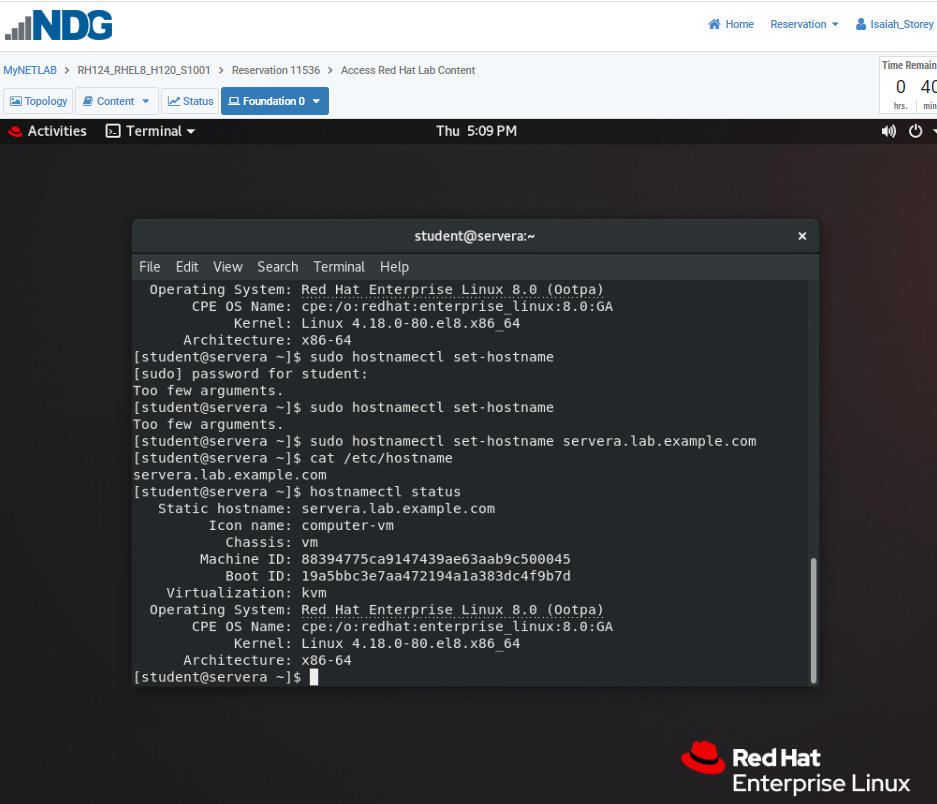 NDG
Home Reservation Isaiah_Storey
MyNETLAB > RH124_RHEL8_H120_S1001 > Reservation 11536 > Access Red Hat Lab Content
Time Remain
0 40
hrs. min
Topology Content Status Foundation 0
Activities Terminal Thu 5:09 PM
student@servera:~ ×
File Edit View Search Terminal Help
Operating System: Red Hat Enterprise Linux 8.0 (Ootpa)
CPE OS Name: cpe:/o:redhat:enterprise_linux:8.0:GA
Kernel: Linux 4.18.0-80.el8.x86_64
Architecture: x86-64
[student@servera ~]$ sudo hostnamectl set-hostname
[sudo] password for student:
Too few arguments.
[student@servera ~]$ sudo hostnamectl set-hostname
Too few arguments.
[student@servera ~]$ sudo hostnamectl set-hostname servera.lab.example.com
[student@servera ~]$ cat /etc/hostname
servera.lab.example.com
[student@servera ~]$ hostnamectl status
Static hostname: servera.lab.example.com
Icon name: computer-vm
Chassis: vm
Machine ID: 88394775ca9147439ae63aab9c500045
Boot ID: 19a5bbc3e7aa472194a1a383dc4f9b7d
Virtualization: kvm
Operating System: Red Hat Enterprise Linux 8.0 (Ootpa)
CPE OS Name: cpe:/o:redhat:enterprise_linux:8.0:GA
Kernel: Linux 4.18.0-80.el8.x86_64
Architecture: x86-64
[student@servera ~]$
Red Hat
Enterprise Linux